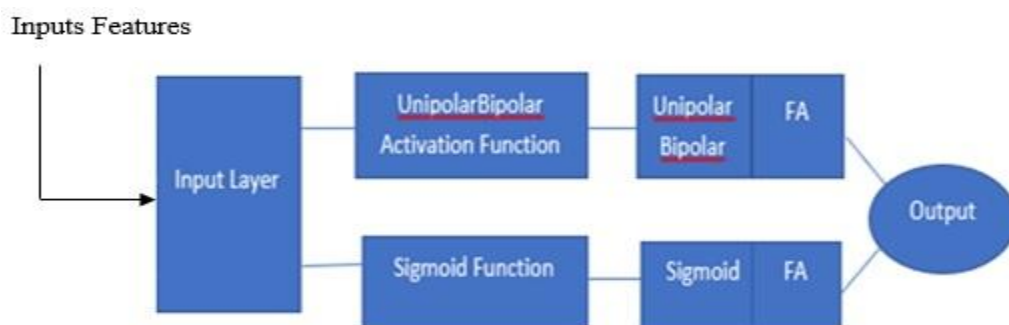 Inputs Features
Input Layer
UnipolarBipolar
Activation Function
Unipolar
Bipolar
FA
Sigmoid Function
Sigmoid
FA
Output